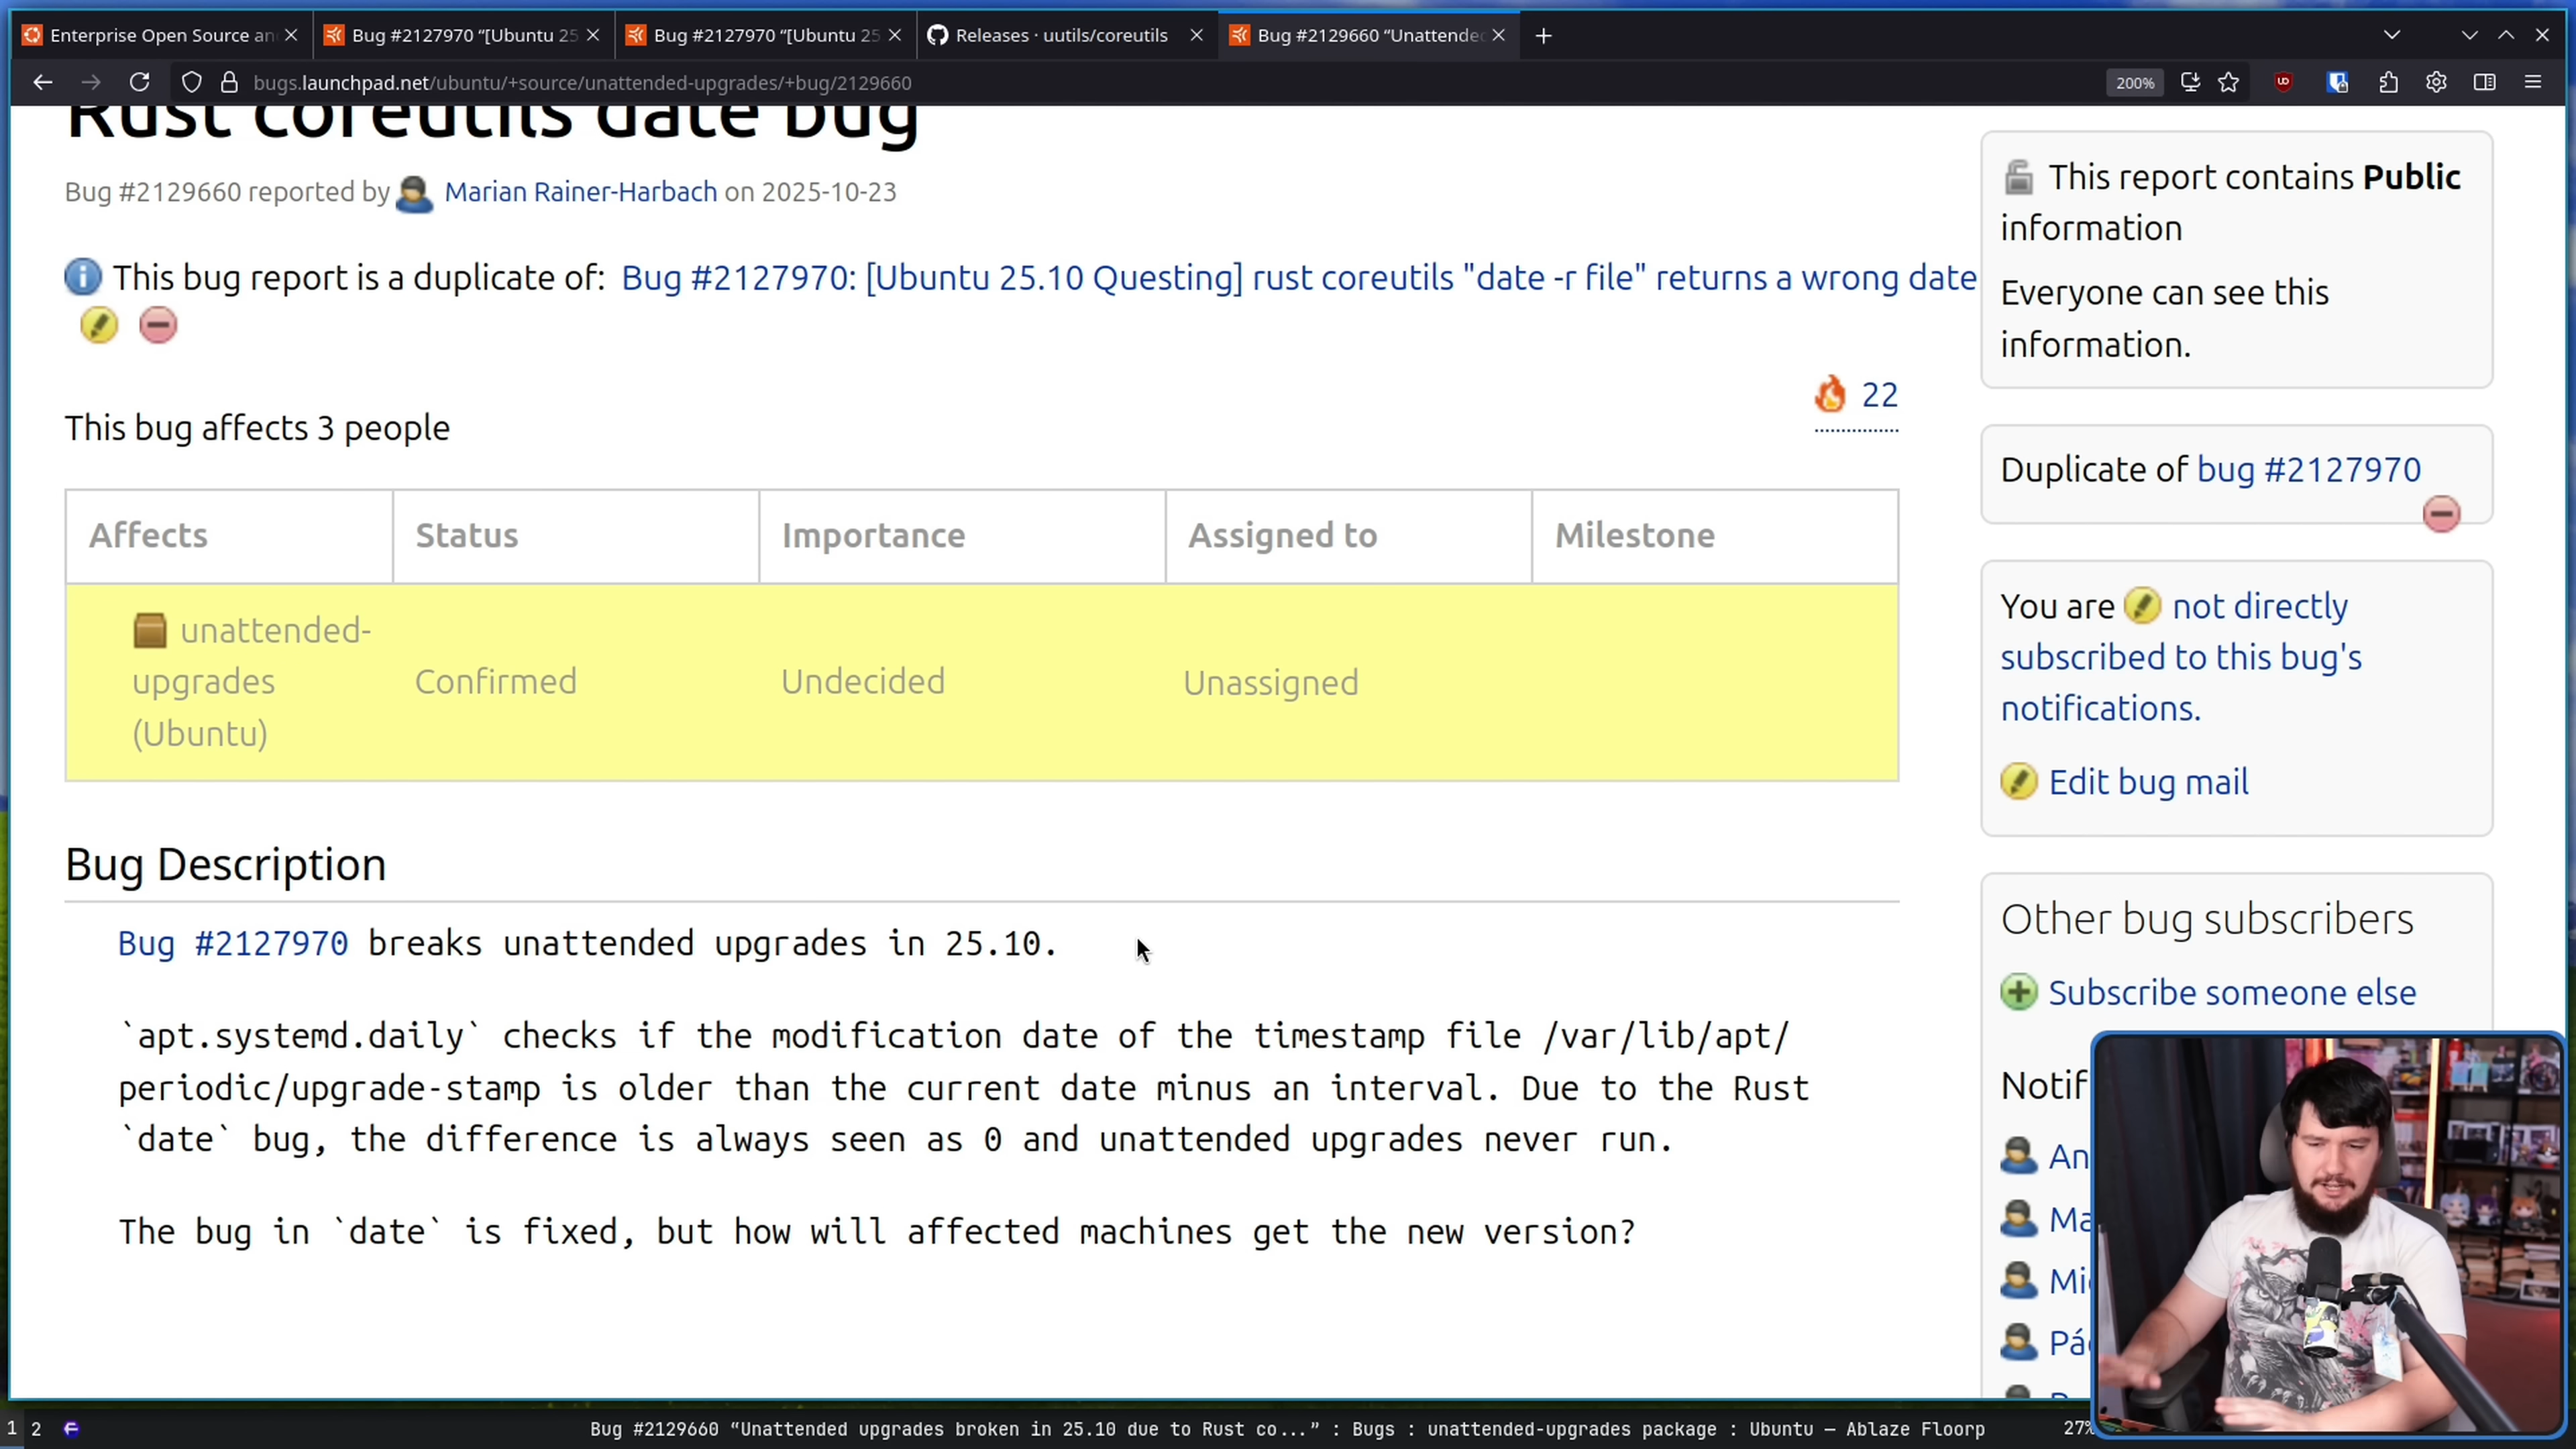 Enterprise Open Source an
Bug #2127970 “[Ubuntu 25
Bug #2127970 “[Ubuntu 25
Releases · uutils/coreutils
Bug #2129660 “Unattended
bugs.launchpad.net/ubuntu/+source/unattended-upgrades/+bug/2129660
200%
Rust coreutils date bug
Bug #2129660 reported by Marian Rainer-Harbach on 2025-10-23
This bug report is a duplicate of: Bug #2127970: [Ubuntu 25.10 Questing] rust coreutils "date -r file" returns a wrong date
22
This bug affects 3 people
Affects Status Importance Assigned to Milestone
unattended-
upgrades Confirmed Undecided Unassigned
(Ubuntu)
Bug Description
Bug #2127970 breaks unattended upgrades in 25.10.
`apt.systemd.daily` checks if the modification date of the timestamp file /var/lib/apt/
periodic/upgrade-stamp is older than the current date minus an interval. Due to the Rust
`date` bug, the difference is always seen as 0 and unattended upgrades never run.
The bug in `date` is fixed, but how will affected machines get the new version?
This report contains Public
information
Everyone can see this
information.
Duplicate of bug #2127970
You are not directly
subscribed to this bug's
notifications.
Edit bug mail
Other bug subscribers
Subscribe someone else
Notif
An
Ma
Mi
Pá
1 2
Bug #2129660 “Unattended upgrades broken in 25.10 due to Rust co...” : Bugs : unattended-upgrades package : Ubuntu — Ablaze Floorp
27%